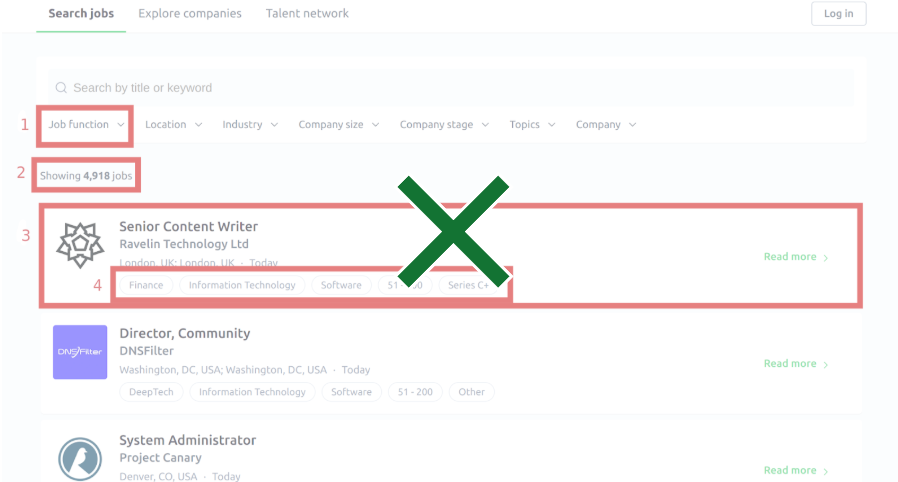 Search jobs Explore companies Talent network Log in
Search by title or keyword
1 Job function Location Industry Company size Company stage Topics Company
2 Showing 4,918 jobs
3
Senior Content Writer
Ravelin Technology Ltd
London, UK; London, UK · Today
Read more
4 Finance Information Technology Software Series C+
DNSFilter
Director, Community
DNSFilter
Washington, DC, USA; Washington, DC, USA · Today
Read more
DeepTech Information Technology Software 51 - 200 Other
System Administrator
Project Canary
Denver, CO, USA · Today
Read more